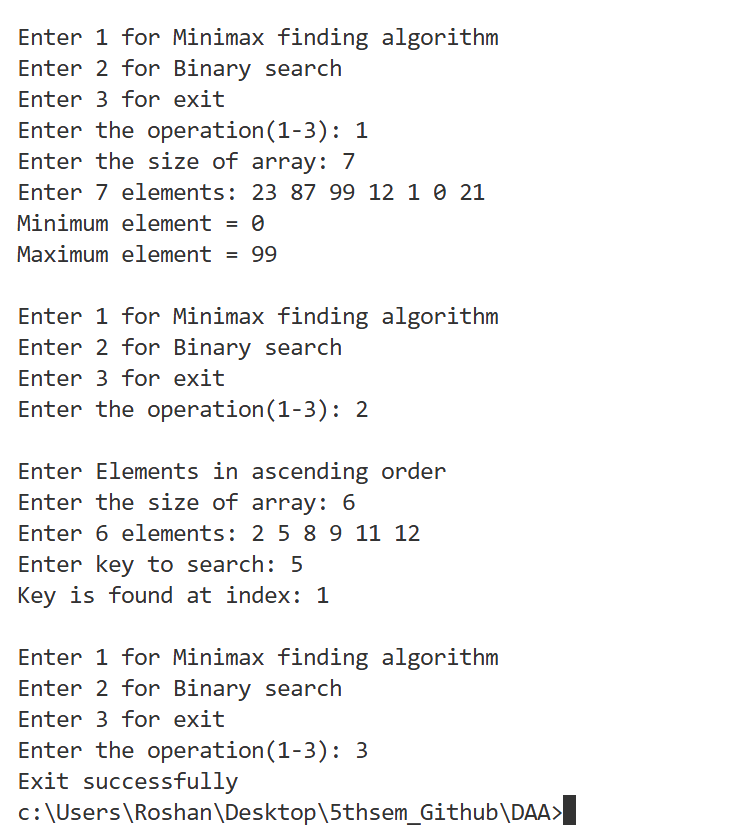 Enter 1 for Minimax finding algorithm
Enter 2 for Binary search
Enter 3 for exit
Enter the operation(1-3): 1
Enter the size of array: 7
Enter 7 elements: 23 87 99 12 1 0 21
Minimum element = 0
Maximum element = 99
Enter 1 for Minimax finding algorithm
Enter 2 for Binary search
Enter 3 for exit
Enter the operation(1-3): 2
Enter Elements in ascending order
Enter the size of array: 6
Enter 6 elements: 2 5 8 9 11 12
Enter key to search: 5
Key is found at index: 1
Enter 1 for Minimax finding algorithm
Enter 2 for Binary search
Enter 3 for exit
Enter the operation(1-3): 3
Exit successfully
c:\Users\Roshan\Desktop\5thsem_Github\DAA>